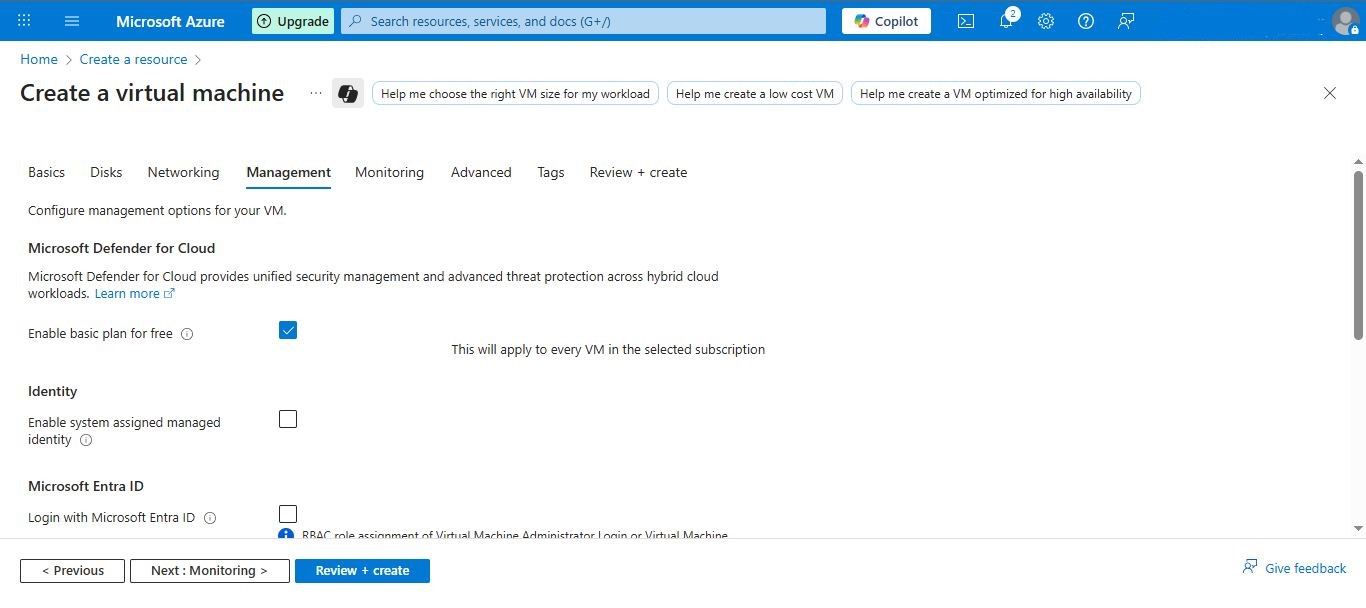 Microsoft Azure
Upgrade
Search resources, services, and docs (G+/)
Copilot
2
Home > Create a resource >
Create a virtual machine
...
Help me choose the right VM size for my workload
Help me create a low cost VM
Help me create a VM optimized for high availability
Basics
Disks
Networking
Management
Monitoring
Advanced
Tags
Review + create
Configure management options for your VM.
Microsoft Defender for Cloud
Microsoft Defender for Cloud provides unified security management and advanced threat protection across hybrid cloud
workloads. Learn more
Enable basic plan for free
This will apply to every VM in the selected subscription
Identity
Enable system assigned managed
identity
Microsoft Entra ID
Login with Microsoft Entra ID
RBAC role assignment of Virtual Machine Administrator Login or Virtual Machine
< Previous
Next : Monitoring >
Review + create
Give feedback